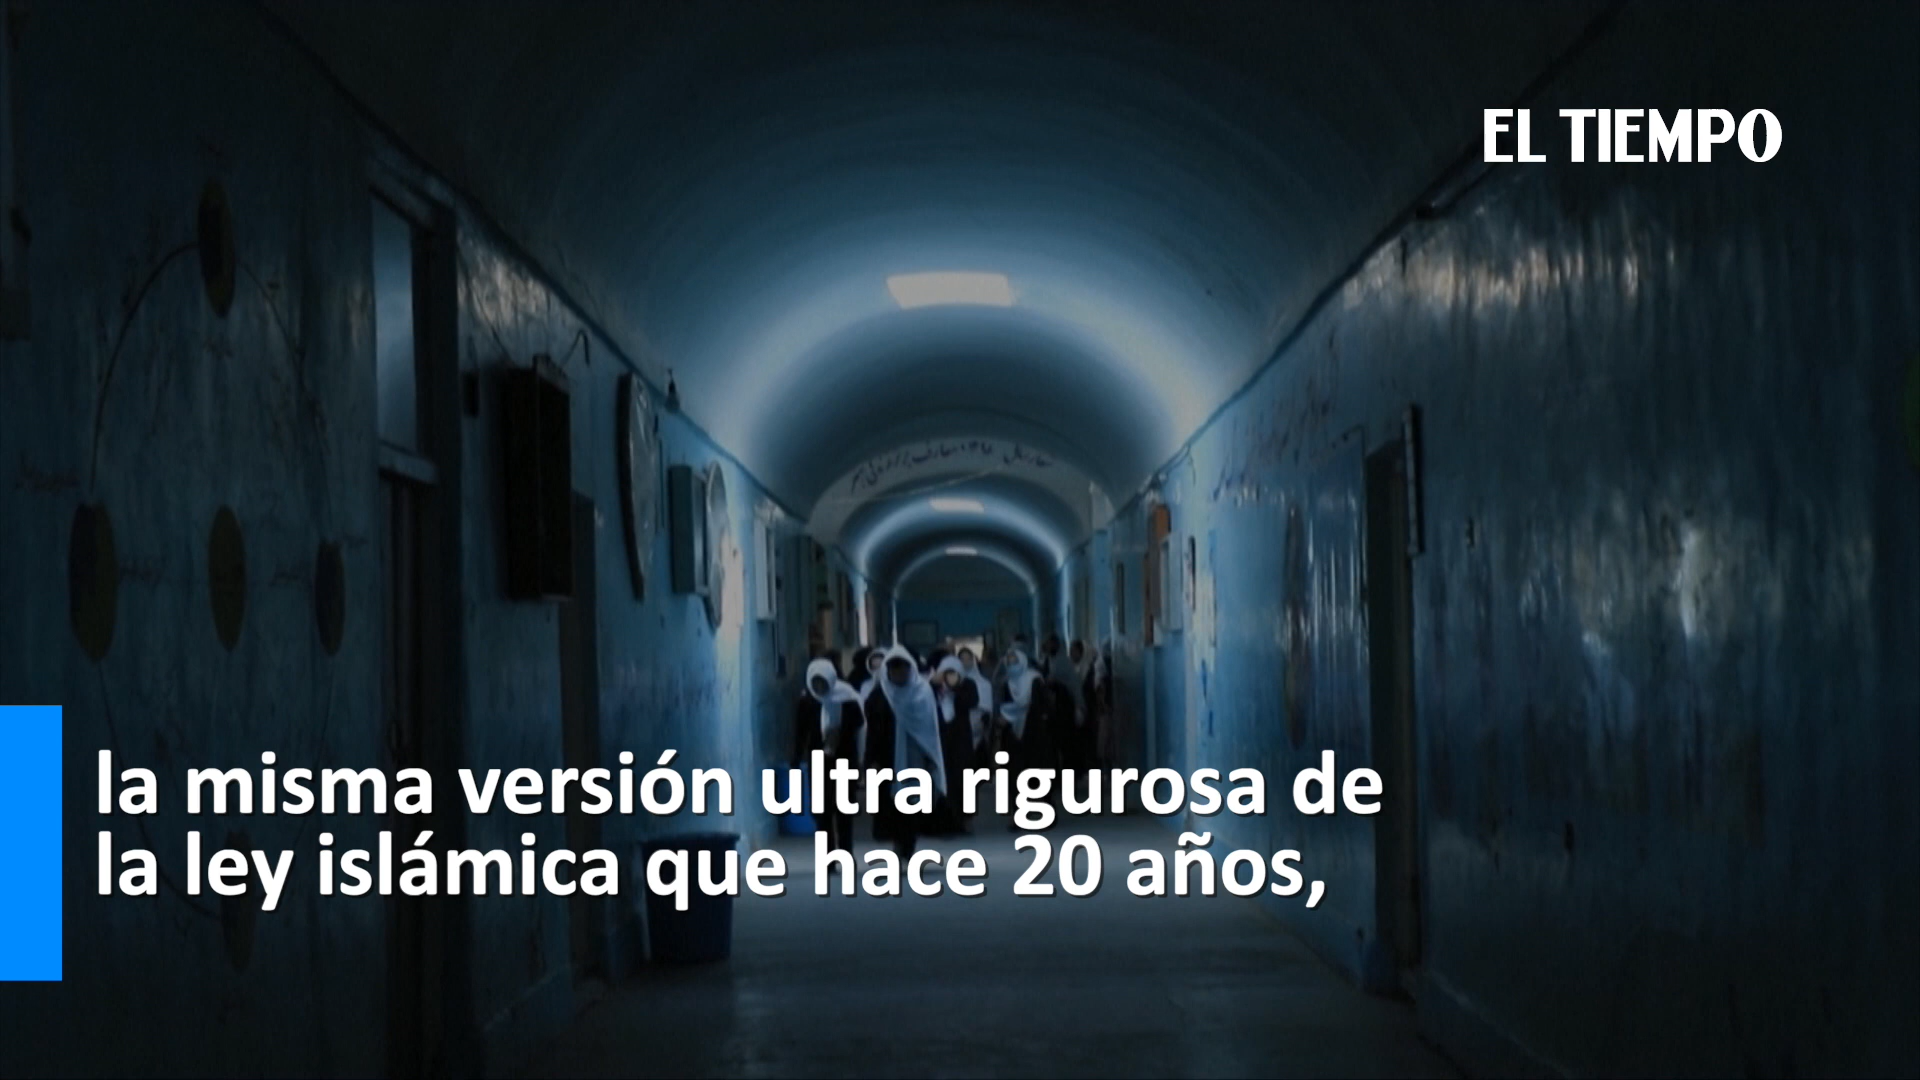 EL TIEMPO
la misma versión ultra rigurosa de
la ley islámica que hace 20 años,